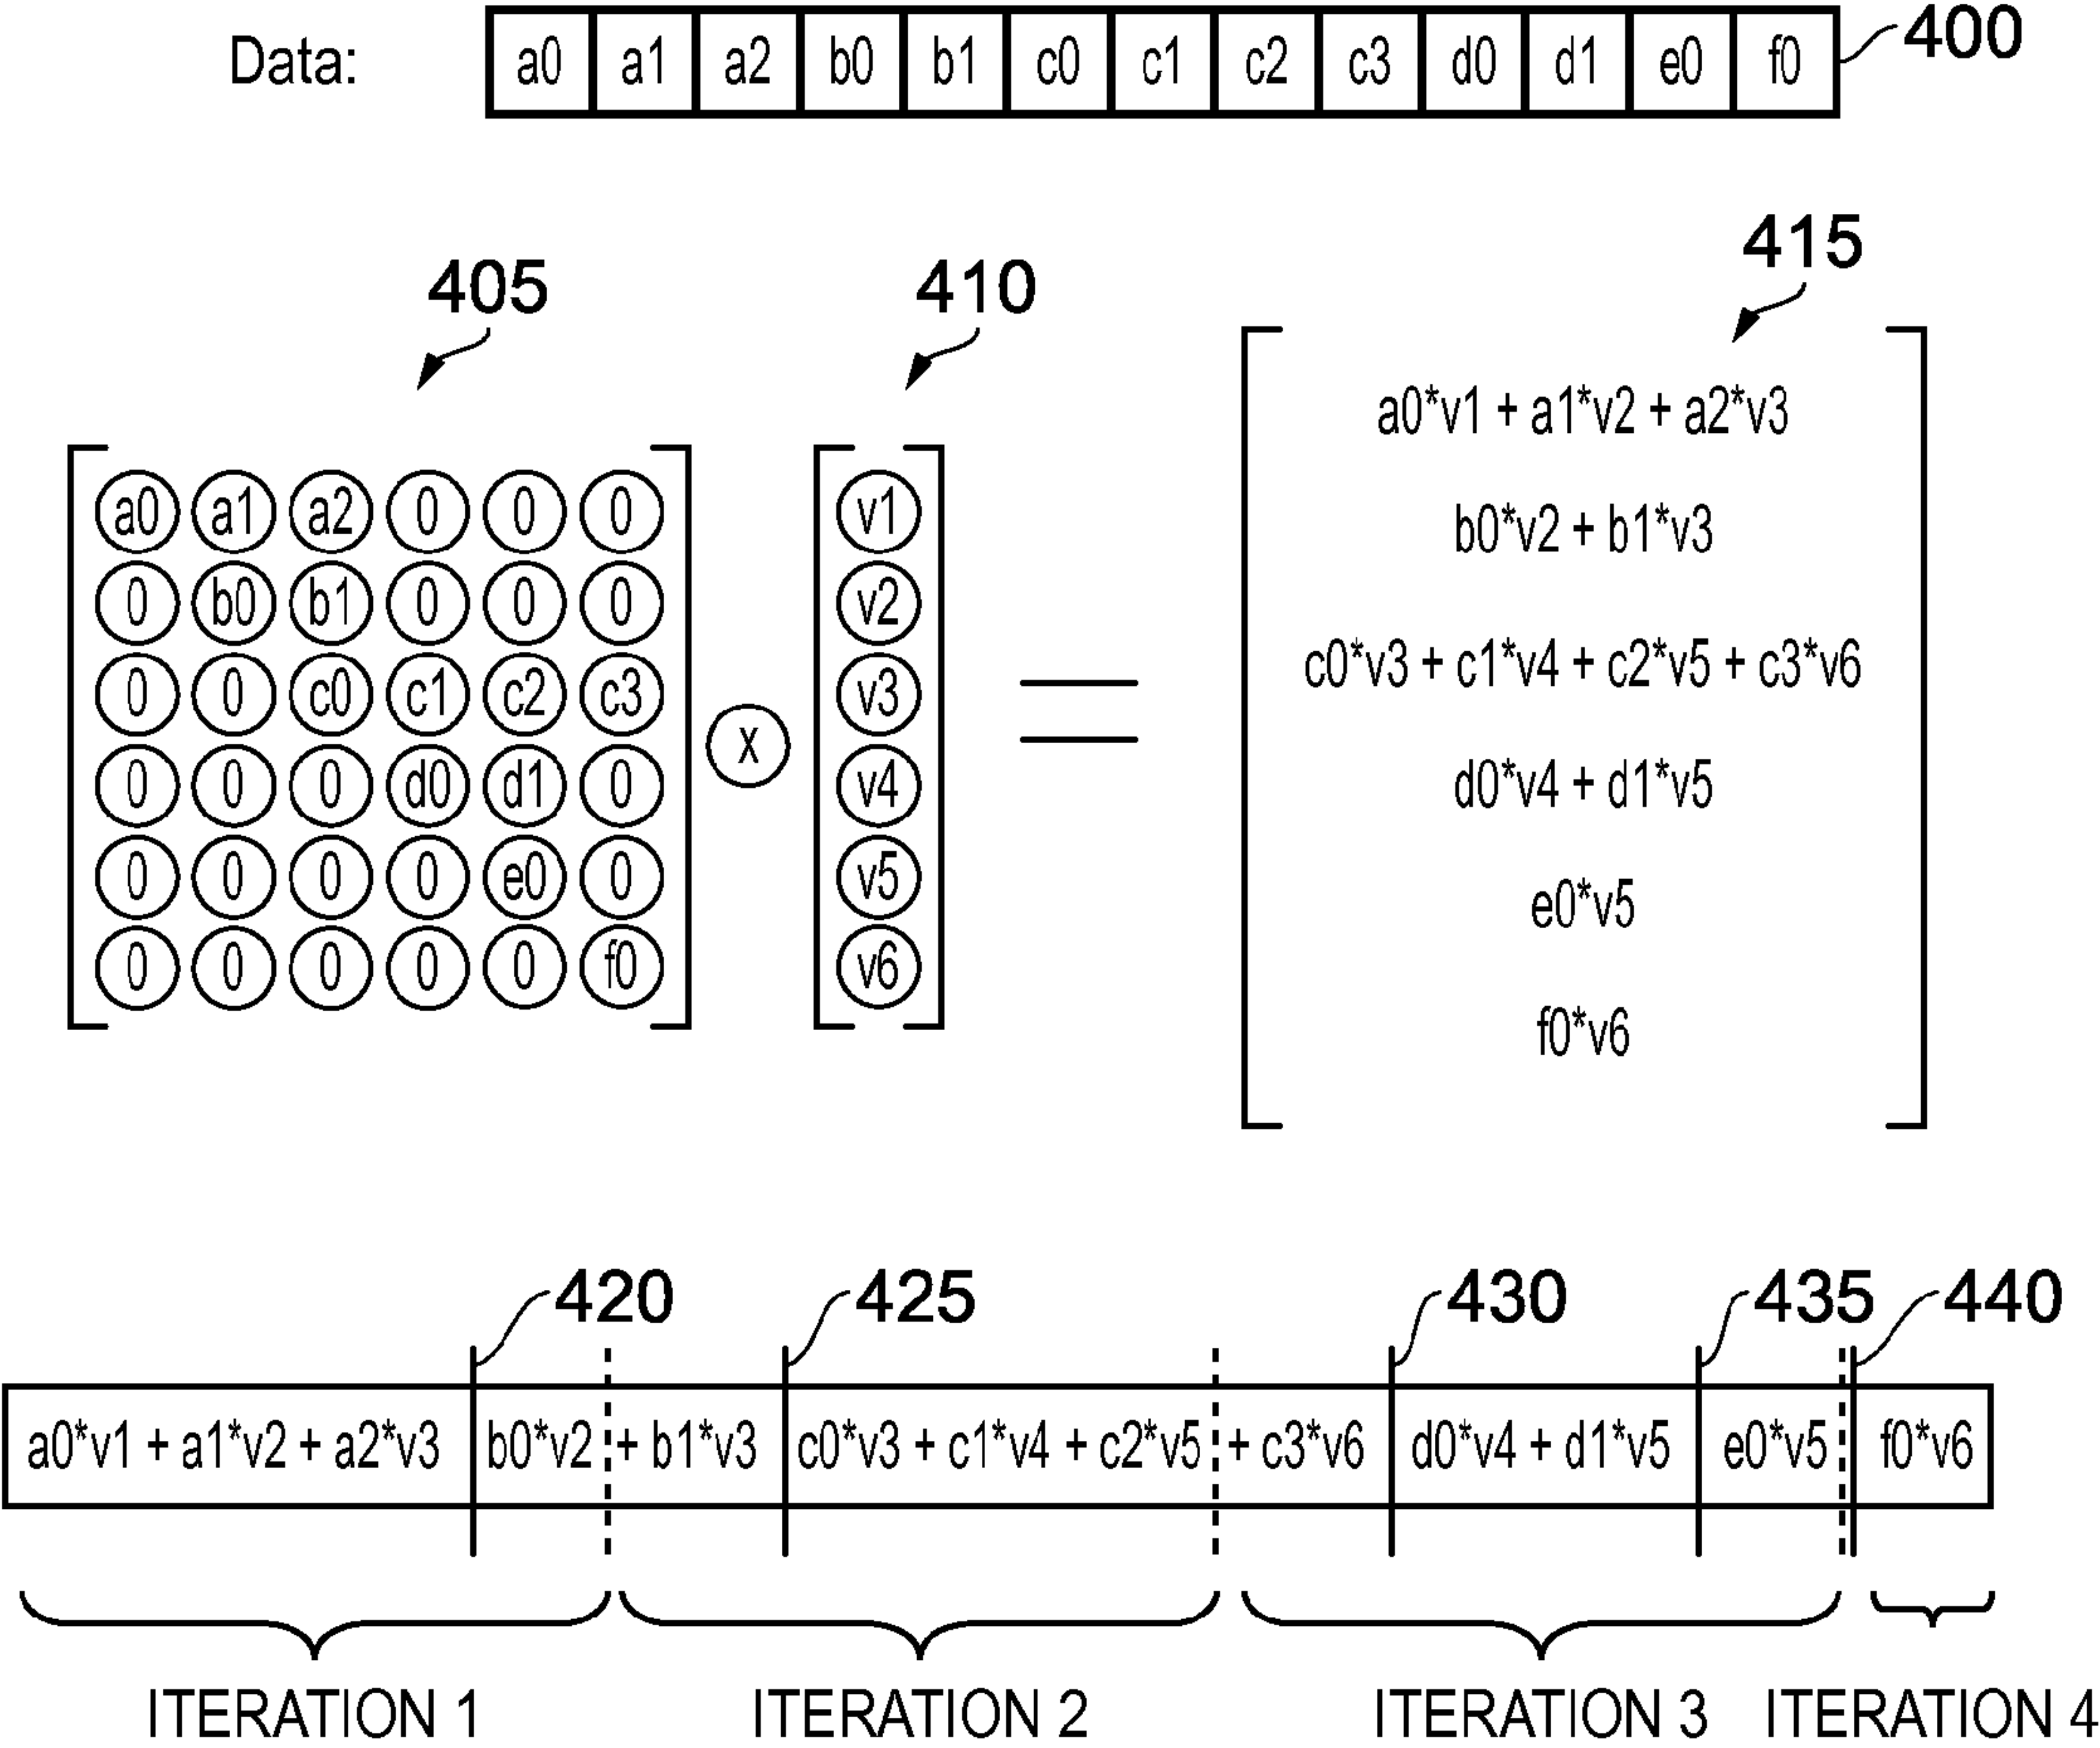 Data: a0 a1 a2 b0 b1 c0 c1 c2 c3 d0 d1 e0 f0 400
405 410 415
a0 a1 a2 0 0 0
0 b0 b1 0 0 0
0 0 c0 c1 c2 c3
0 0 0 d0 d1 0
0 0 0 0 e0 0
0 0 0 0 0 f0
x
v1
v2
v3
v4
v5
v6
=
a0*v1 + a1*v2 + a2*v3
b0*v2 + b1*v3
c0*v3 + c1*v4 + c2*v5 + c3*v6
d0*v4 + d1*v5
e0*v5
f0*v6
420 425 430 435 440
a0*v1 + a1*v2 + a2*v3 b0*v2 + b1*v3 c0*v3 + c1*v4 + c2*v5 + c3*v6 d0*v4 + d1*v5 e0*v5 f0*v6
ITERATION 1 ITERATION 2 ITERATION 3 ITERATION 4